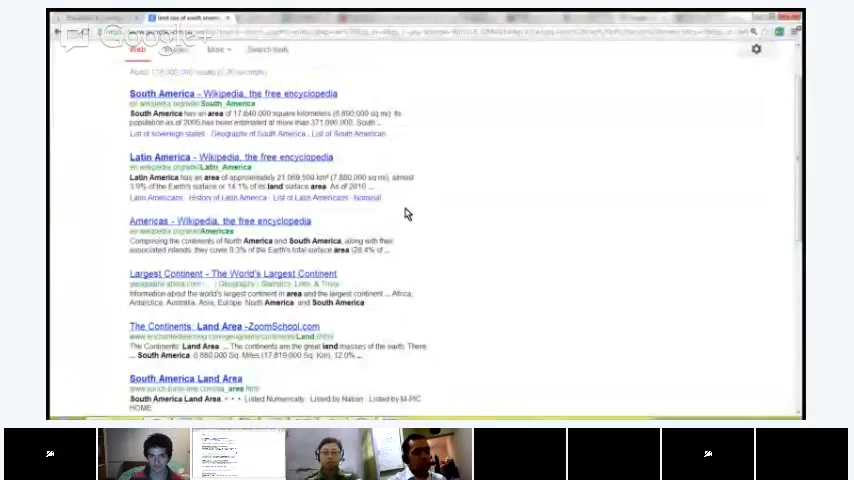 Google+
Web
More
Search tools
South America - Wikipedia, the free encyclopedia
en.wikipedia.org/wiki/South_America
South America has an area of 17,840,000 square kilometers (6,890,000 sq mi). Its
population as of 2005 has been estimated at more than 371,090,000. South ...
List of sovereign states - Geography of South America - List of South American
Latin America - Wikipedia, the free encyclopedia
en.wikipedia.org/wiki/Latin_America
Latin America has an area of approximately 21,069,500 km² (7,880,000 sq mi), almost
3.9% of the Earth's surface or 14.1% of its land surface area. As of 2010 ...
Latin Americans - History of Latin America - List of Latin Americans - Nominal
Americas - Wikipedia, the free encyclopedia
en.wikipedia.org/wiki/Americas
Comprising the continents of North America and South America, along with their
associated islands, they cover 8.3% of the Earth's total surface area (28.4% of ...
Largest Continent - The World's Largest Continent
Geography Statistics, Lists, & Trivia
Information about the world's largest continent in area and the largest continent ... Africa,
Antarctica, Australia, Asia, Europe, North America, and South America
The Continents: Land Area - ZoomSchool.com
The Continents: Land Area ... The continents are the great land masses of the earth. There
... South America, 6,880,000 Sq. Miles (17,819,000 Sq. Km), 12.0% ...
South America Land Area
South America Land Area. • • • Listed Numerically · Listed by Nation · Listed by M-PIC
HOME